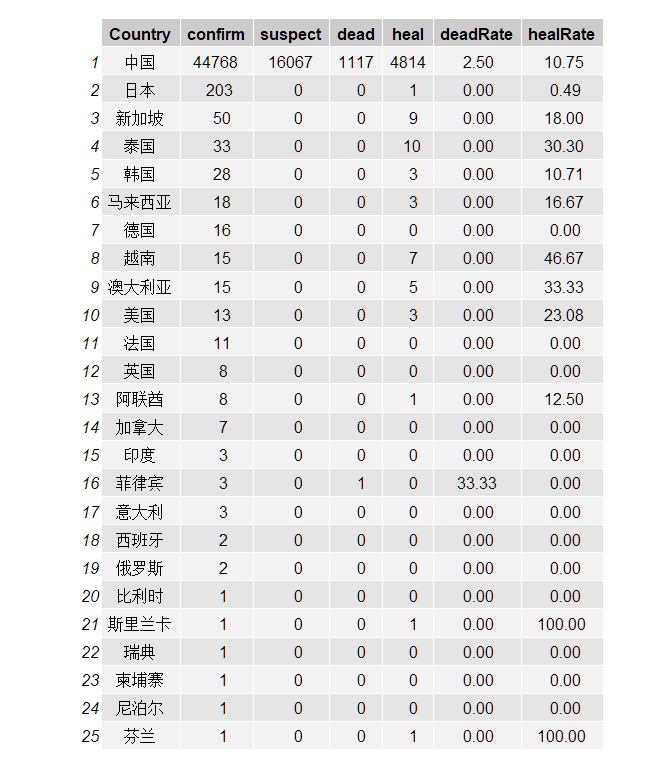 Country confirm suspect dead heal deadRate healRate
1 中国 44768 16067 1117 4814 2.50 10.75
2 日本 203 0 0 1 0.00 0.49
3 新加坡 50 0 0 9 0.00 18.00
4 泰国 33 0 0 10 0.00 30.30
5 韩国 28 0 0 3 0.00 10.71
6 马来西亚 18 0 0 3 0.00 16.67
7 德国 16 0 0 0 0.00 0.00
8 越南 15 0 0 7 0.00 46.67
9 澳大利亚 15 0 0 5 0.00 33.33
10 美国 13 0 0 3 0.00 23.08
11 法国 11 0 0 0 0.00 0.00
12 英国 8 0 0 0 0.00 0.00
13 阿联酋 8 0 0 1 0.00 12.50
14 加拿大 7 0 0 0 0.00 0.00
15 印度 3 0 0 0 0.00 0.00
16 菲律宾 3 0 1 0 33.33 0.00
17 意大利 3 0 0 0 0.00 0.00
18 西班牙 2 0 0 0 0.00 0.00
19 俄罗斯 2 0 0 0 0.00 0.00
20 比利时 1 0 0 0 0.00 0.00
21 斯里兰卡 1 0 0 1 0.00 100.00
22 瑞典 1 0 0 0 0.00 0.00
23 柬埔寨 1 0 0 0 0.00 0.00
24 尼泊尔 1 0 0 0 0.00 0.00
25 芬兰 1 0 0 1 0.00 100.00